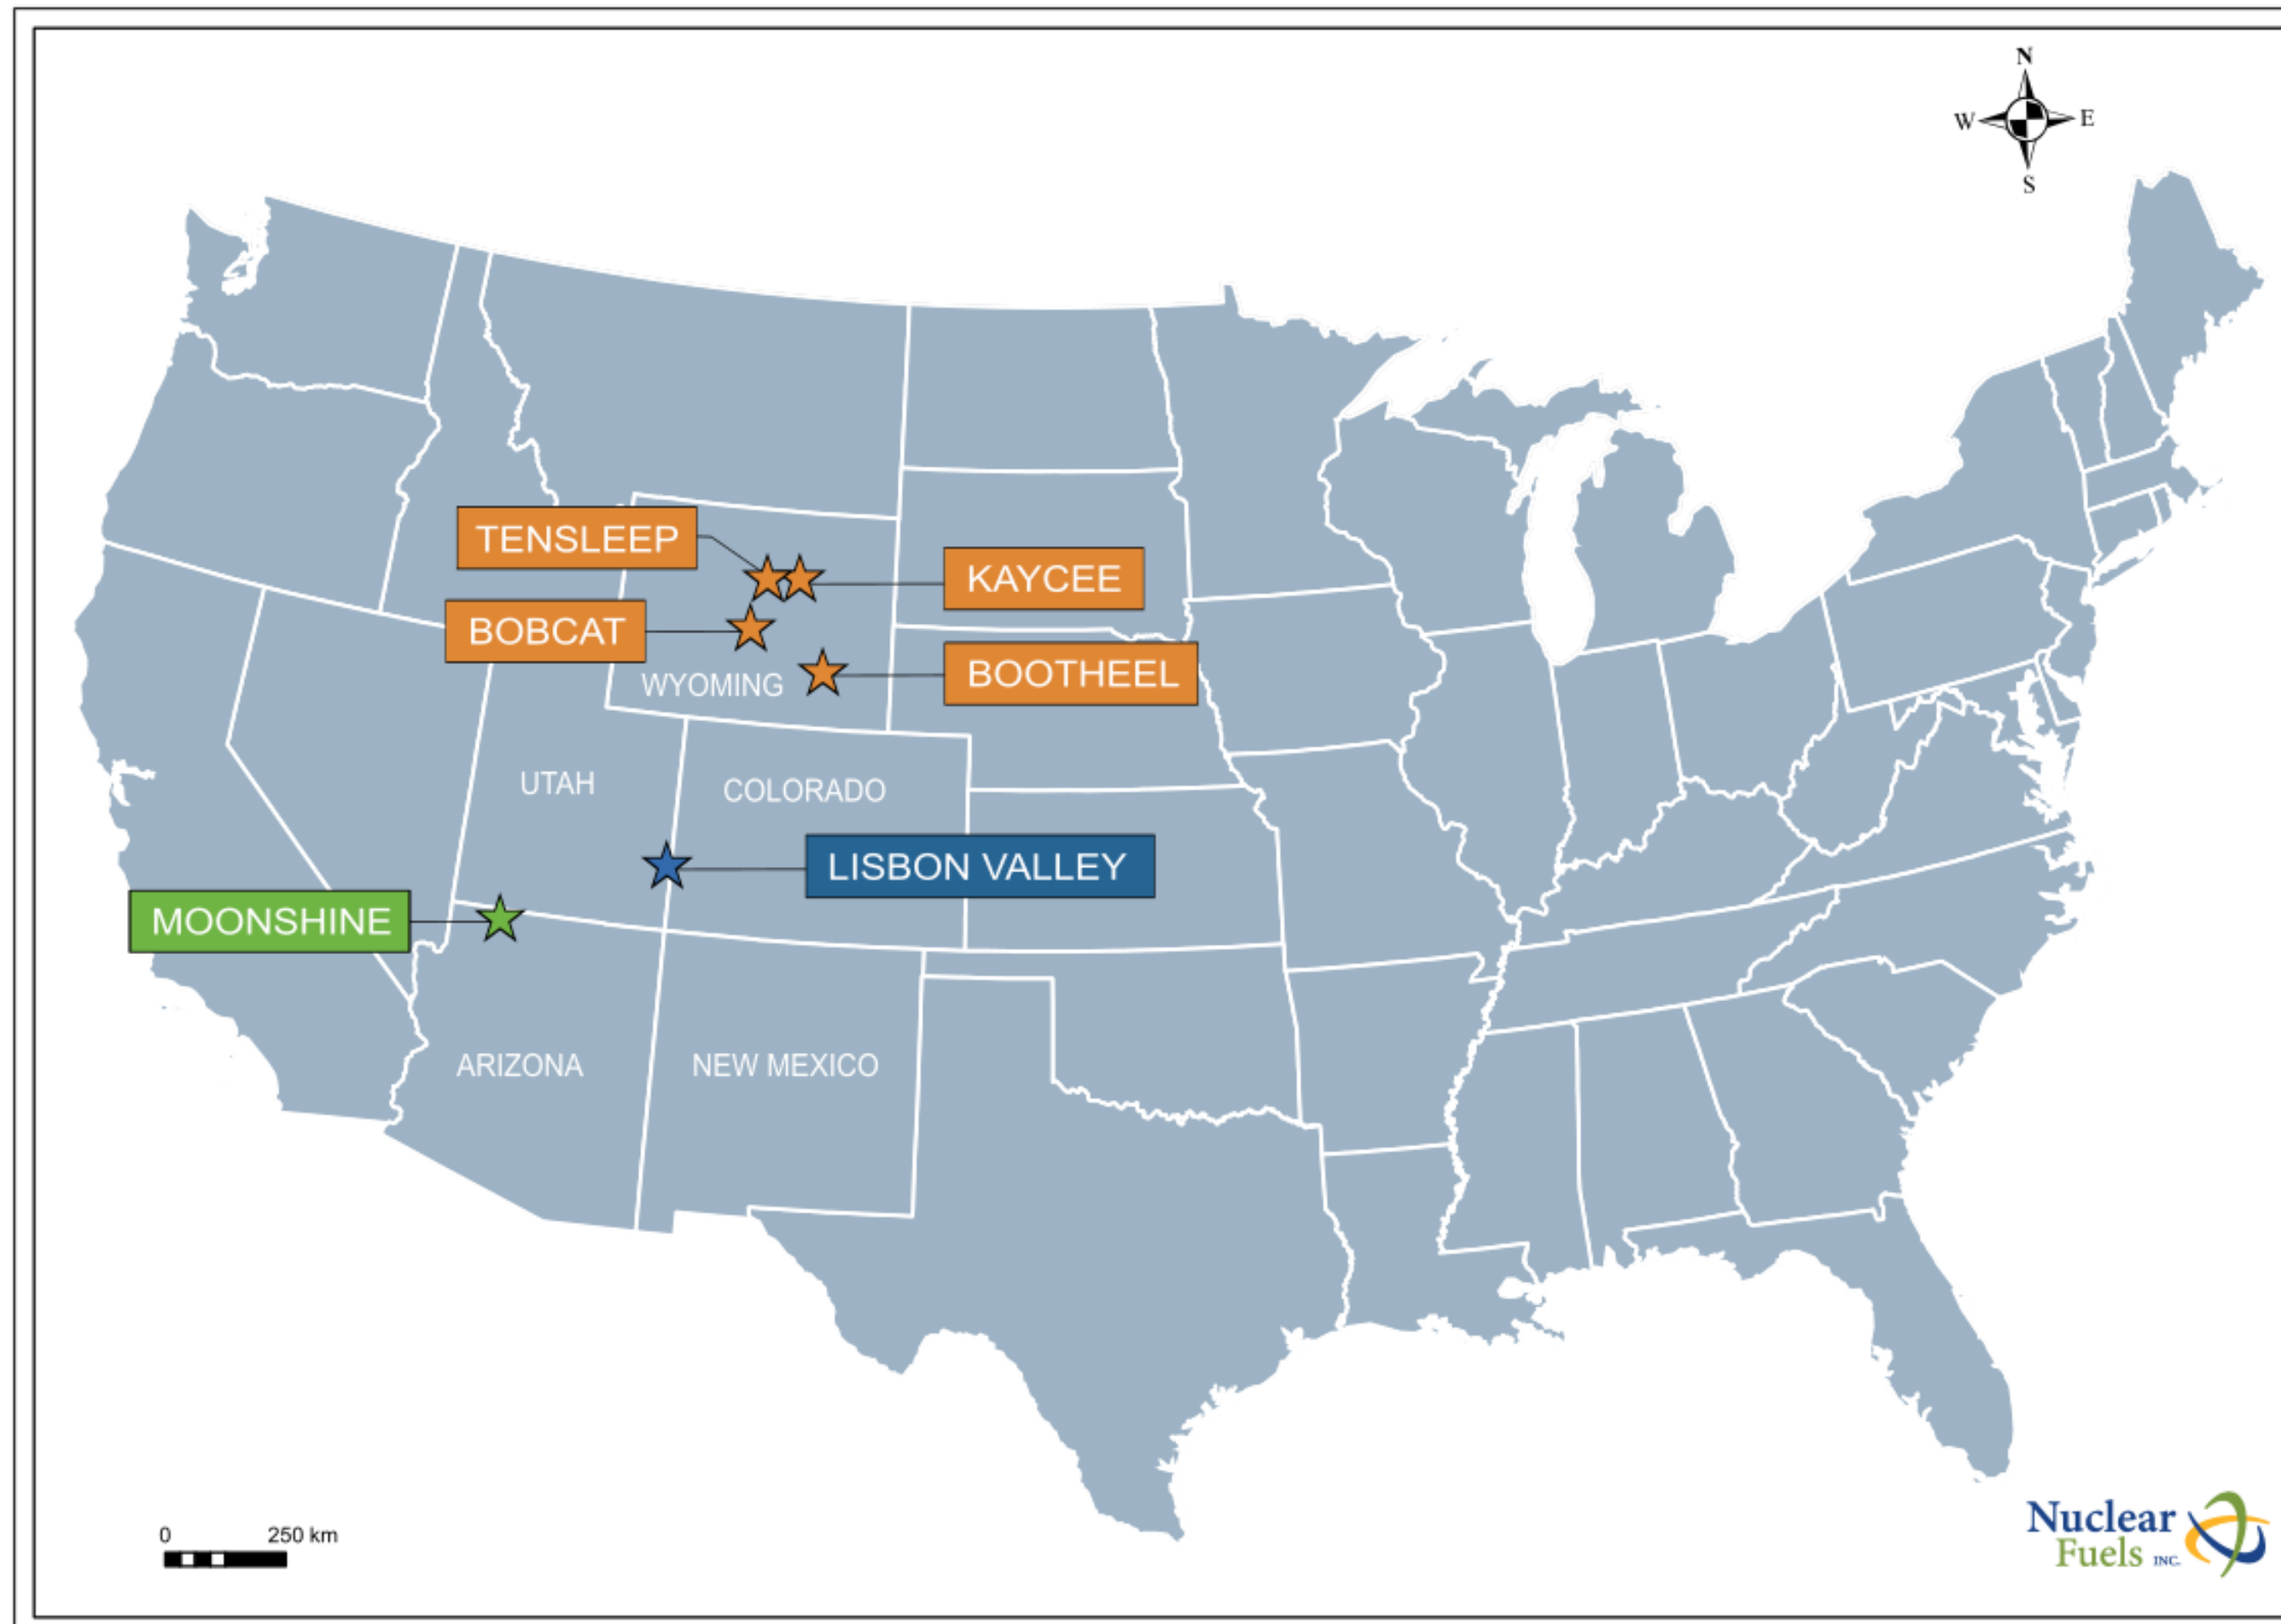 N
W
E
S
TENSLEEP
KAYCEE
BOBCAT
BOOTHEEL
WYOMING
UTAH
COLORADO
LISBON VALLEY
MOONSHINE
ARIZONA
NEW MEXICO
0 250 km
Nuclear
Fuels INC.